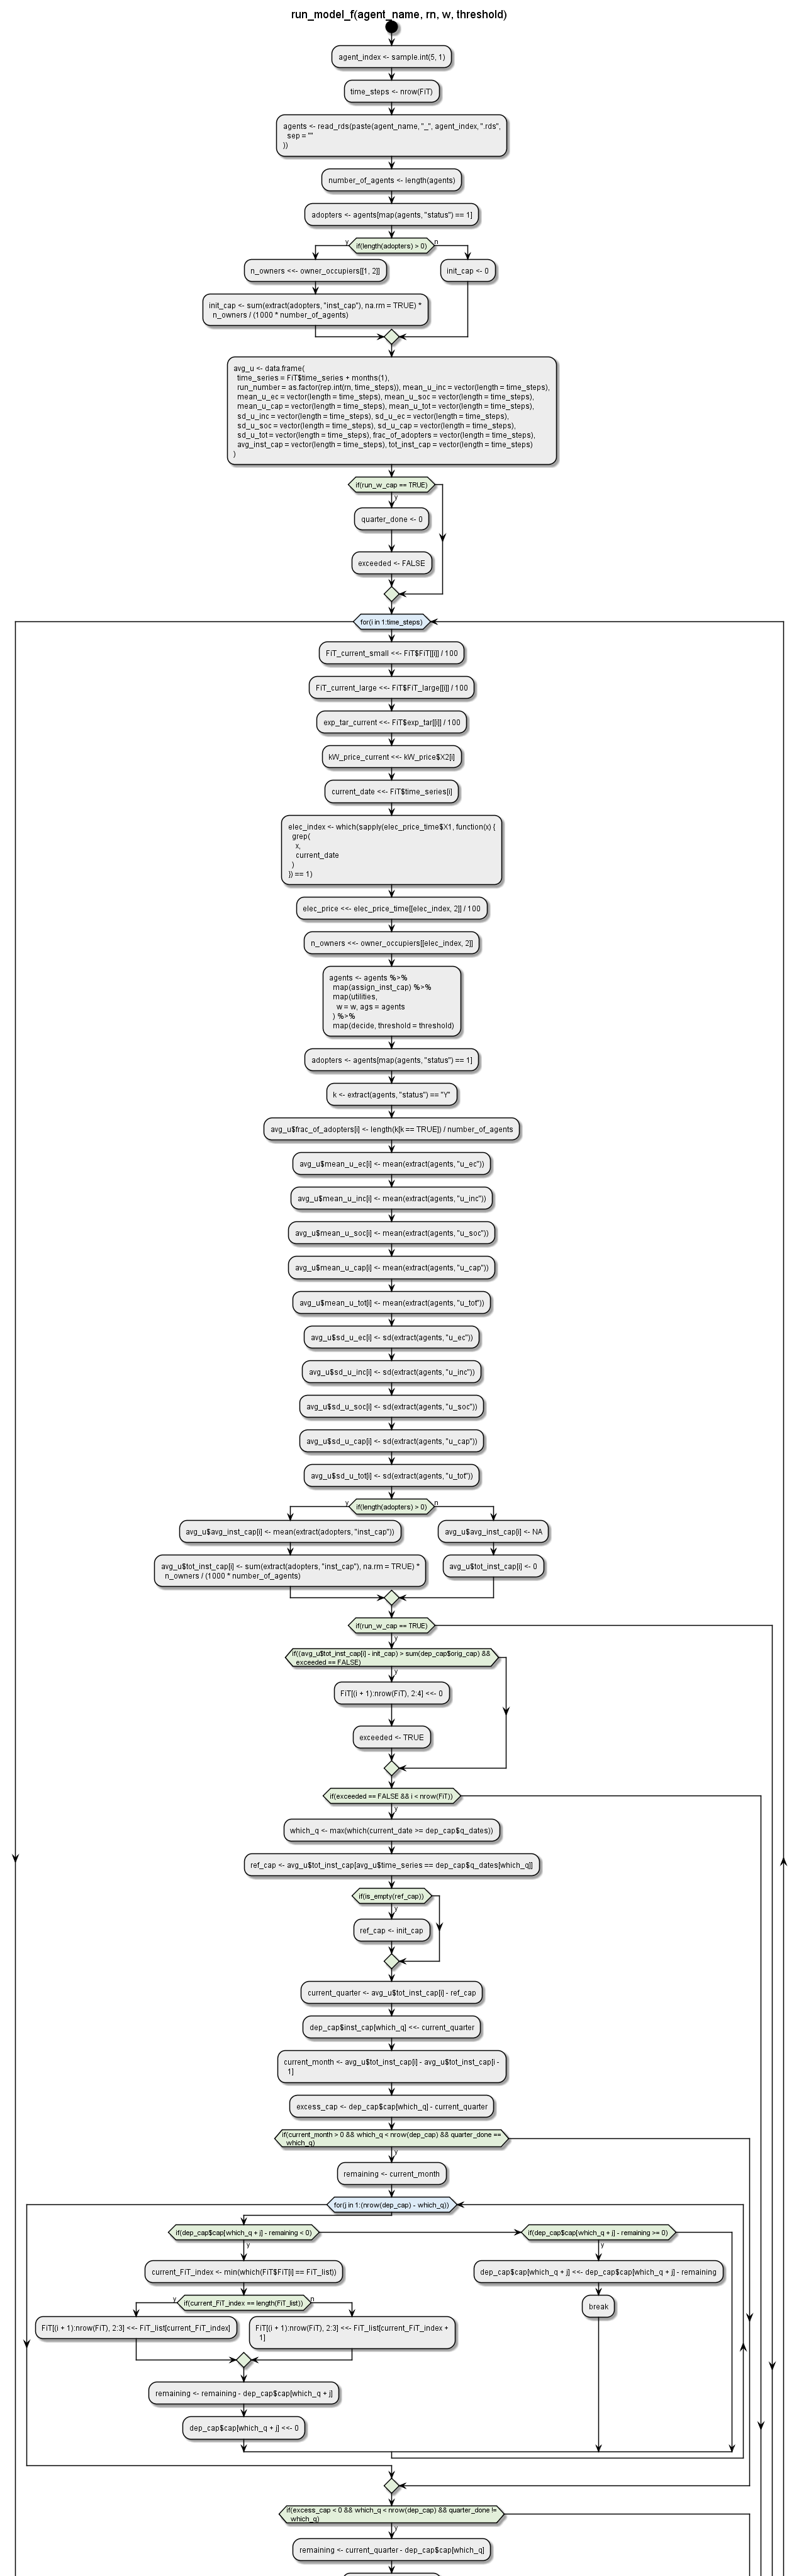 run_model_f(agent_name, rn, w, threshold)
agent_index <- sample.int(5, 1)
time_steps <- nrow(FiT)
agents <- read_rds(paste(agent_name, "_", agent_index, ".rds",
sep = ""
))
number_of_agents <- length(agents)
adopters <- agents[map(agents, "status") == 1]
y
if(length(adopters) > 0)
n
n_owners <<- owner_occupiers[[1, 2]]
init_cap <- 0
init_cap <- sum(extract(adopters, "inst_cap"), na.rm = TRUE) *
n_owners / (1000 * number_of_agents)
avg_u <- data.frame(
time_series = FiT$time_series + months(1),
run_number = as.factor(rep.int(rn, time_steps)), mean_u_inc = vector(length = time_steps),
mean_u_ec = vector(length = time_steps), mean_u_soc = vector(length = time_steps),
mean_u_cap = vector(length = time_steps), mean_u_tot = vector(length = time_steps),
sd_u_inc = vector(length = time_steps), sd_u_ec = vector(length = time_steps),
sd_u_soc = vector(length = time_steps), sd_u_cap = vector(length = time_steps),
sd_u_tot = vector(length = time_steps), frac_of_adopters = vector(length = time_steps),
avg_inst_cap = vector(length = time_steps), tot_inst_cap = vector(length = time_steps)
)
if(run_w_cap == TRUE)
y
quarter_done <- 0
exceeded <- FALSE
for(i in 1:time_steps)
FiT_current_small <<- FiT$FiT[[i]] / 100
FiT_current_large <<- FiT$FiT_large[[i]] / 100
exp_tar_current <<- FiT$exp_tar[[i]] / 100
kW_price_current <<- kW_price$X2[i]
current_date <<- FiT$time_series[i]
elec_index <- which(sapply(elec_price_time$X1, function(x) {
grep(
x,
current_date
)
}) == 1)
elec_price <<- elec_price_time[[elec_index, 2]] / 100
n_owners <<- owner_occupiers[[elec_index, 2]]
agents <- agents %>%
map(assign_inst_cap) %>%
map(utilities,
w = w, ags = agents
) %>%
map(decide, threshold = threshold)
adopters <- agents[map(agents, "status") == 1]
k <- extract(agents, "status") == "Y"
avg_u$frac_of_adopters[i] <- length(k[k == TRUE]) / number_of_agents
avg_u$mean_u_ec[i] <- mean(extract(agents, "u_ec"))
avg_u$mean_u_inc[i] <- mean(extract(agents, "u_inc"))
avg_u$mean_u_soc[i] <- mean(extract(agents, "u_soc"))
avg_u$mean_u_cap[i] <- mean(extract(agents, "u_cap"))
avg_u$mean_u_tot[i] <- mean(extract(agents, "u_tot"))
avg_u$sd_u_ec[i] <- sd(extract(agents, "u_ec"))
avg_u$sd_u_inc[i] <- sd(extract(agents, "u_inc"))
avg_u$sd_u_soc[i] <- sd(extract(agents, "u_soc"))
avg_u$sd_u_cap[i] <- sd(extract(agents, "u_cap"))
avg_u$sd_u_tot[i] <- sd(extract(agents, "u_tot"))
y
if(length(adopters) > 0)
n
avg_u$avg_inst_cap[i] <- mean(extract(adopters, "inst_cap"))
avg_u$avg_inst_cap[i] <- NA
avg_u$tot_inst_cap[i] <- sum(extract(adopters, "inst_cap"), na.rm = TRUE) *
n_owners / (1000 * number_of_agents)
avg_u$tot_inst_cap[i] <- 0
if(run_w_cap == TRUE)
y
if((avg_u$tot_inst_cap[i] - init_cap) > sum(dep_cap$orig_cap) &&
exceeded == FALSE)
y
FiT[(i + 1):nrow(FiT), 2:4] <<- 0
exceeded <- TRUE
if(exceeded == FALSE && i < nrow(FiT))
y
which_q <- max(which(current_date >= dep_cap$q_dates))
ref_cap <- avg_u$tot_inst_cap[avg_u$time_series == dep_cap$q_dates[which_q]]
if(is_empty(ref_cap))
y
ref_cap <- init_cap
current_quarter <- avg_u$tot_inst_cap[i] - ref_cap
dep_cap$inst_cap[which_q] <<- current_quarter
current_month <- avg_u$tot_inst_cap[i] - avg_u$tot_inst_cap[i -
1]
excess_cap <- dep_cap$cap[which_q] - current_quarter
if(current_month > 0 && which_q < nrow(dep_cap) && quarter_done ==
which_q)
y
remaining <- current_month
for(j in 1:(nrow(dep_cap) - which_q))
if(dep_cap$cap[which_q + j] - remaining < 0)
if(dep_cap$cap[which_q + j] - remaining >= 0)
y
y
current_FiT_index <- min(which(FiT$FiT[i] == FiT_list))
dep_cap$cap[which_q + j] <<- dep_cap$cap[which_q + j] - remaining
y
if(current_FiT_index == length(FiT_list))
n
break
FiT[(i + 1):nrow(FiT), 2:3] <<- FiT_list[current_FiT_index]
FiT[(i + 1):nrow(FiT), 2:3] <<- FiT_list[current_FiT_index +
1]
remaining <- remaining - dep_cap$cap[which_q + j]
dep_cap$cap[which_q + j] <<- 0
if(excess_cap < 0 && which_q < nrow(dep_cap) && quarter_done !=
which_q)
y
remaining <- current_quarter - dep_cap$cap[which_q]